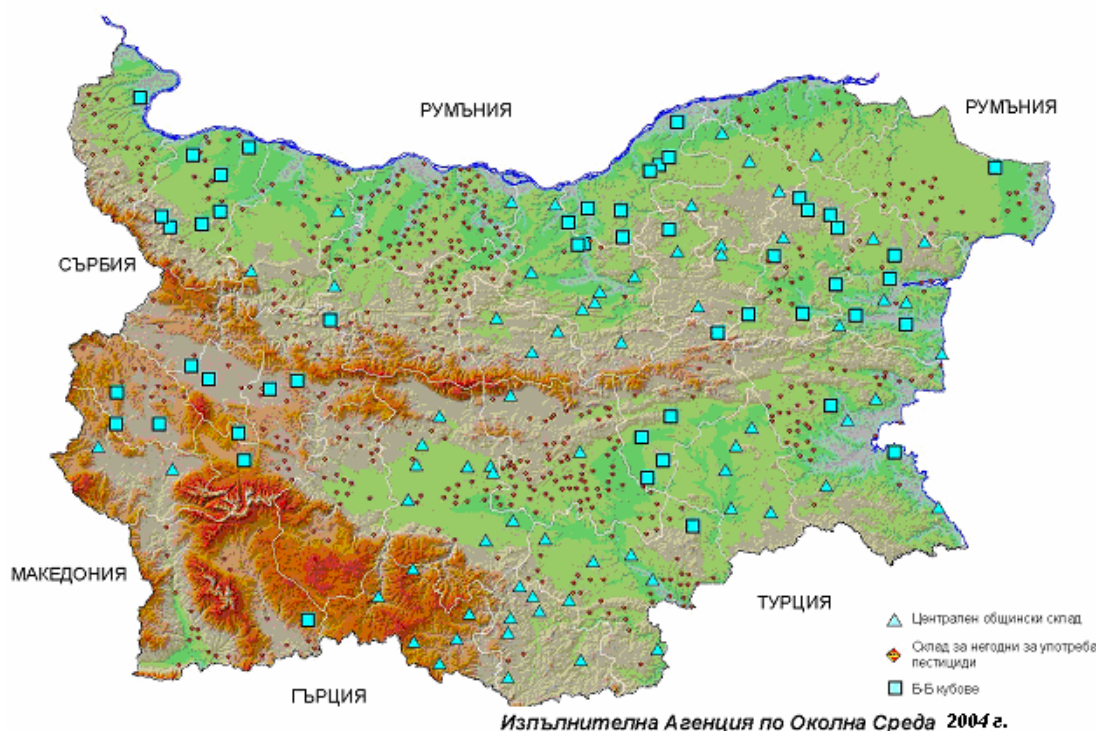 РУМЪНИЯ
РУМЪНИЯ
СЪРБИЯ
МАКЕДОНИЯ
ТУРЦИЯ
ГЪРЦИЯ
Централен общински склад
Склад за негодни за употреба
пестициди
Б-Б кубове
Изпълнителна Агенция по Околна Среда 2004 г.